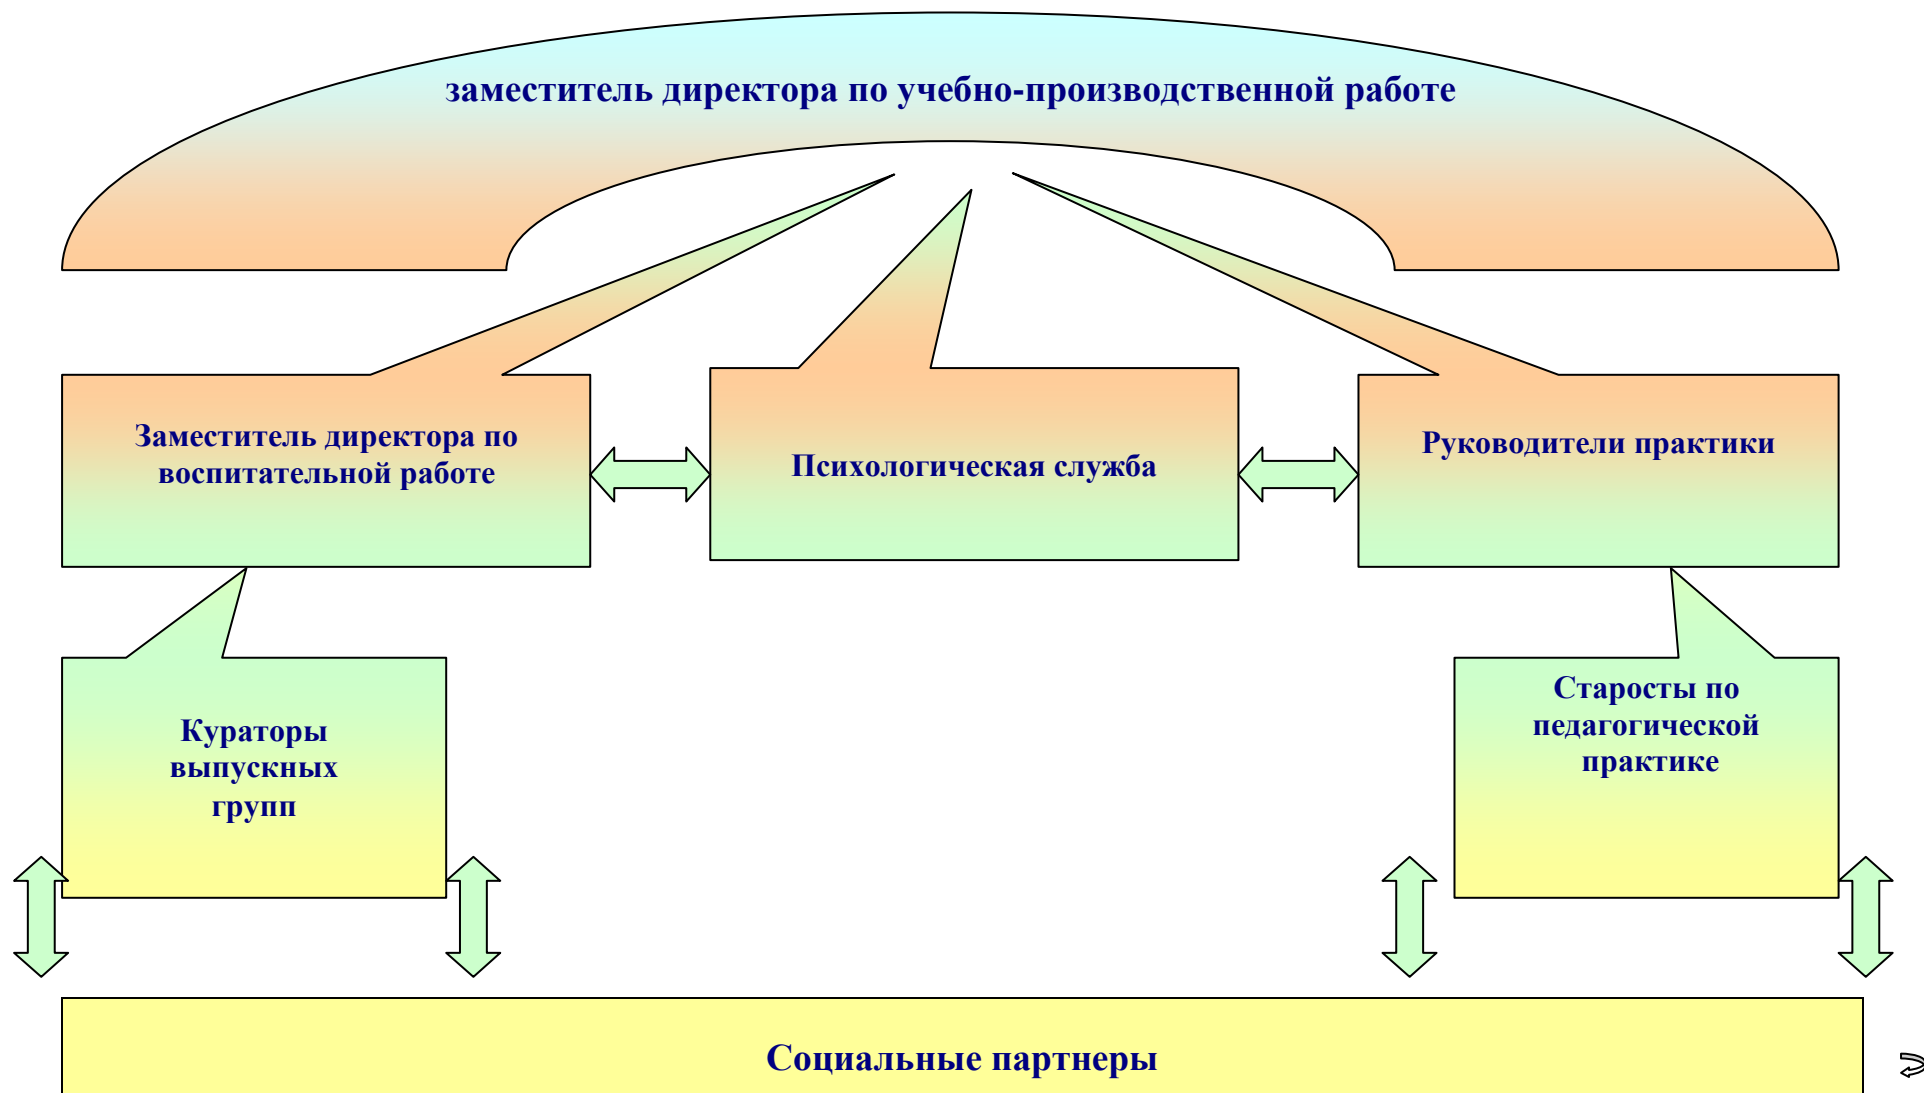 заместитель директора по учебно-производственной работе
Заместитель директора по
воспитательной работе
Психологическая служба
Руководители практики
Кураторы
выпускных
групп
Старосты по
педагогической
практике
Социальные партнеры